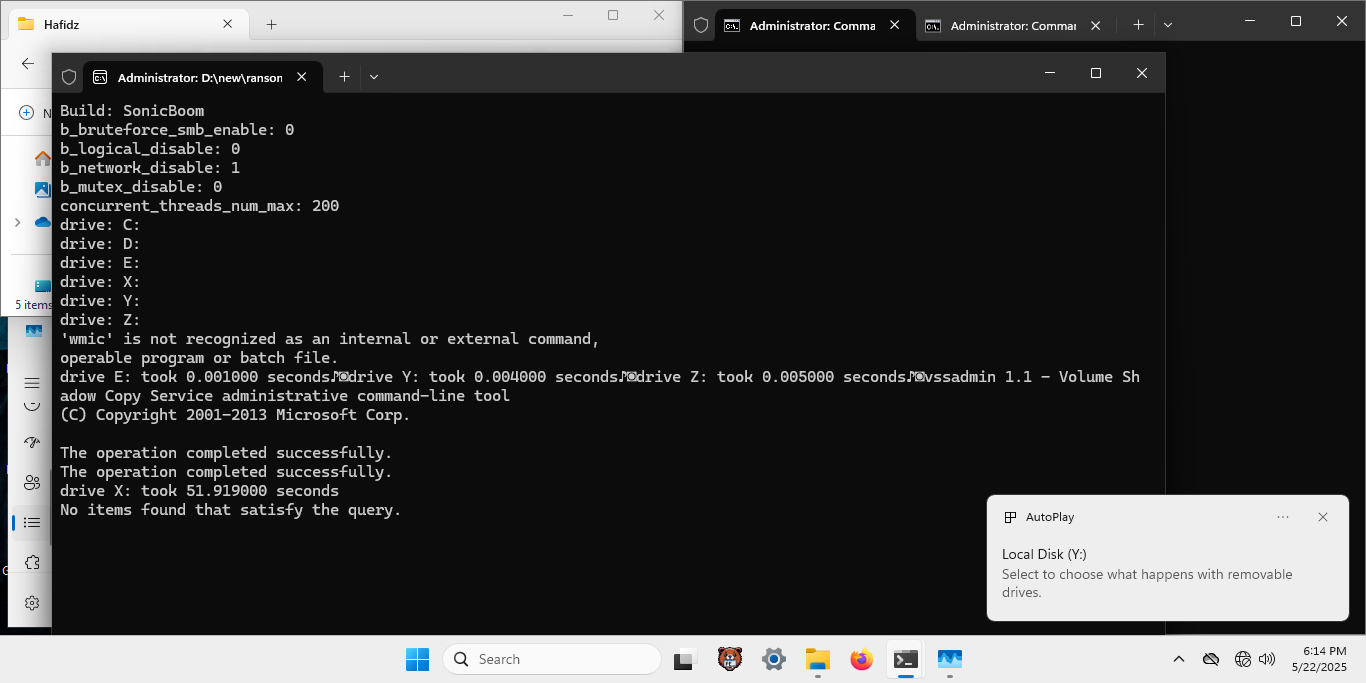 Hafidz
Administrator: Comma
Administrator: Commar
Administrator: D:\new\ranson
N
Build: SonicBoom
b_bruteforce_smb_enable: 0
b_logical_disable: 0
b_network_disable: 1
b_mutex_disable: 0
concurrent_threads_num_max: 200
drive: C:
drive: D:
drive: E:
drive: X:
drive: Y:
drive: Z:
5 items
'wmic' is not recognized as an internal or external command,
operable program or batch file.
drive E: took 0.001000 seconds♪◙drive Y: took 0.004000 seconds♪◙drive Z: took 0.005000 seconds♪◙vssadmin 1.1 - Volume Sh
adow Copy Service administrative command-line tool
(C) Copyright 2001-2013 Microsoft Corp.
The operation completed successfully.
The operation completed successfully.
drive X: took 51.919000 seconds
No items found that satisfy the query.
AutoPlay
Local Disk (Y:)
Select to choose what happens with removable
drives.
Search
6:14 PM
5/22/2025